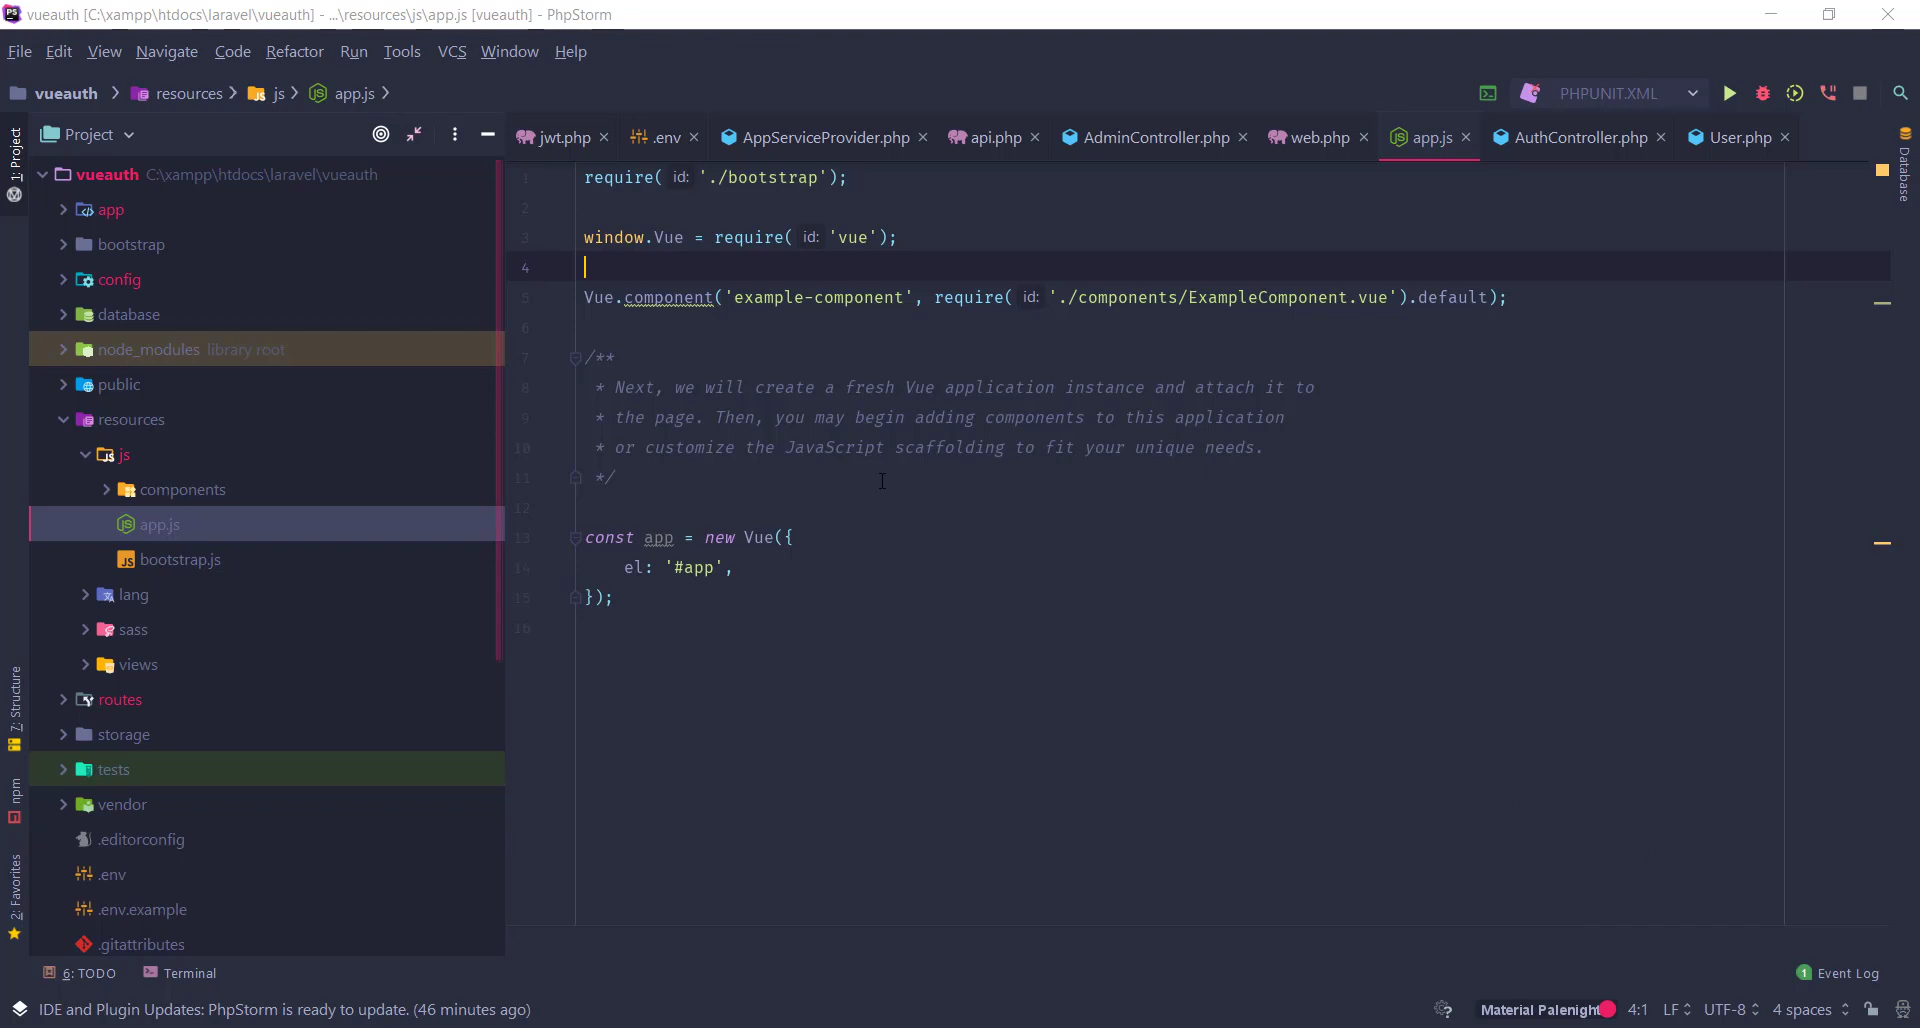 vueauth [C:\xampp\htdocs\laravel\vueauth] - ...\resources\js\app.js [vueauth] - PhpStorm
File Edit View Navigate Code Refactor Run Tools VCS Window Help
vueauth resources js app.js PHPUNIT.XML
Project
jwt.php .env AppServiceProvider.php api.php AdminController.php web.php app.js AuthController.php User.php
1: Project
Database
vueauth C:\xampp\htdocs\laravel\vueauth
app
bootstrap
config
database
node_modules library root
public
resources
js
components
app.js
bootstrap.js
lang
sass
views
routes
storage
tests
vendor
.editorconfig
.env
.env.example
.gitattributes
7: Structure
npm
2: Favorites
1 require( id: './bootstrap');
2
3 window.Vue = require( id: 'vue');
4
5 Vue.component('example-component', require( id: './components/ExampleComponent.vue').default);
6
7 /**
8 * Next, we will create a fresh Vue application instance and attach it to
9 * the page. Then, you may begin adding components to this application
10 * or customize the JavaScript scaffolding to fit your unique needs.
11 */
12
13 const app = new Vue({
14 el: '#app',
15 });
16
6: TODO Terminal 1 Event Log
IDE and Plugin Updates: PhpStorm is ready to update. (46 minutes ago) Material Palenight 4:1 LF UTF-8 4 spaces